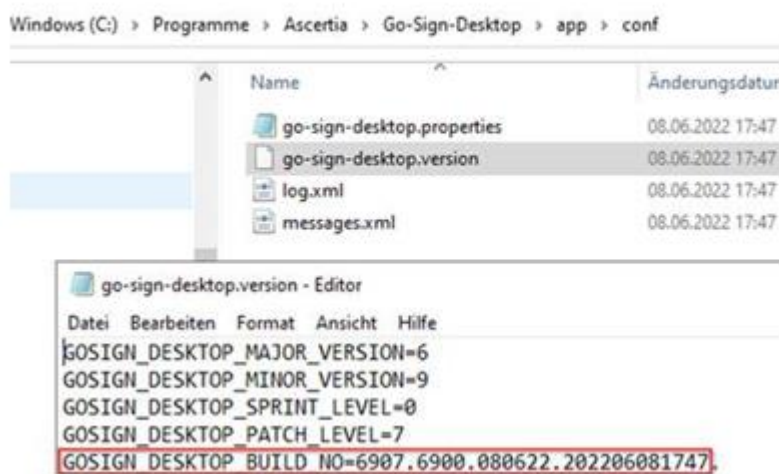 Windows (C:) > Programme > Ascertia > Go-Sign-Desktop > app > conf
Name Änderungsdatum
go-sign-desktop.properties 08.06.2022 17:47
go-sign-desktop.version 08.06.2022 17:47
log.xml 08.06.2022 17:47
messages.xml 08.06.2022 17:47
go-sign-desktop.version - Editor
Datei Bearbeiten Format Ansicht Hilfe
GOSIGN_DESKTOP_MAJOR_VERSION=6
GOSIGN_DESKTOP_MINOR_VERSION=9
GOSIGN_DESKTOP_SPRINT_LEVEL=0
GOSIGN_DESKTOP_PATCH_LEVEL=7
GOSIGN_DESKTOP_BUILD_NO=6907.6900.080622.202206081747